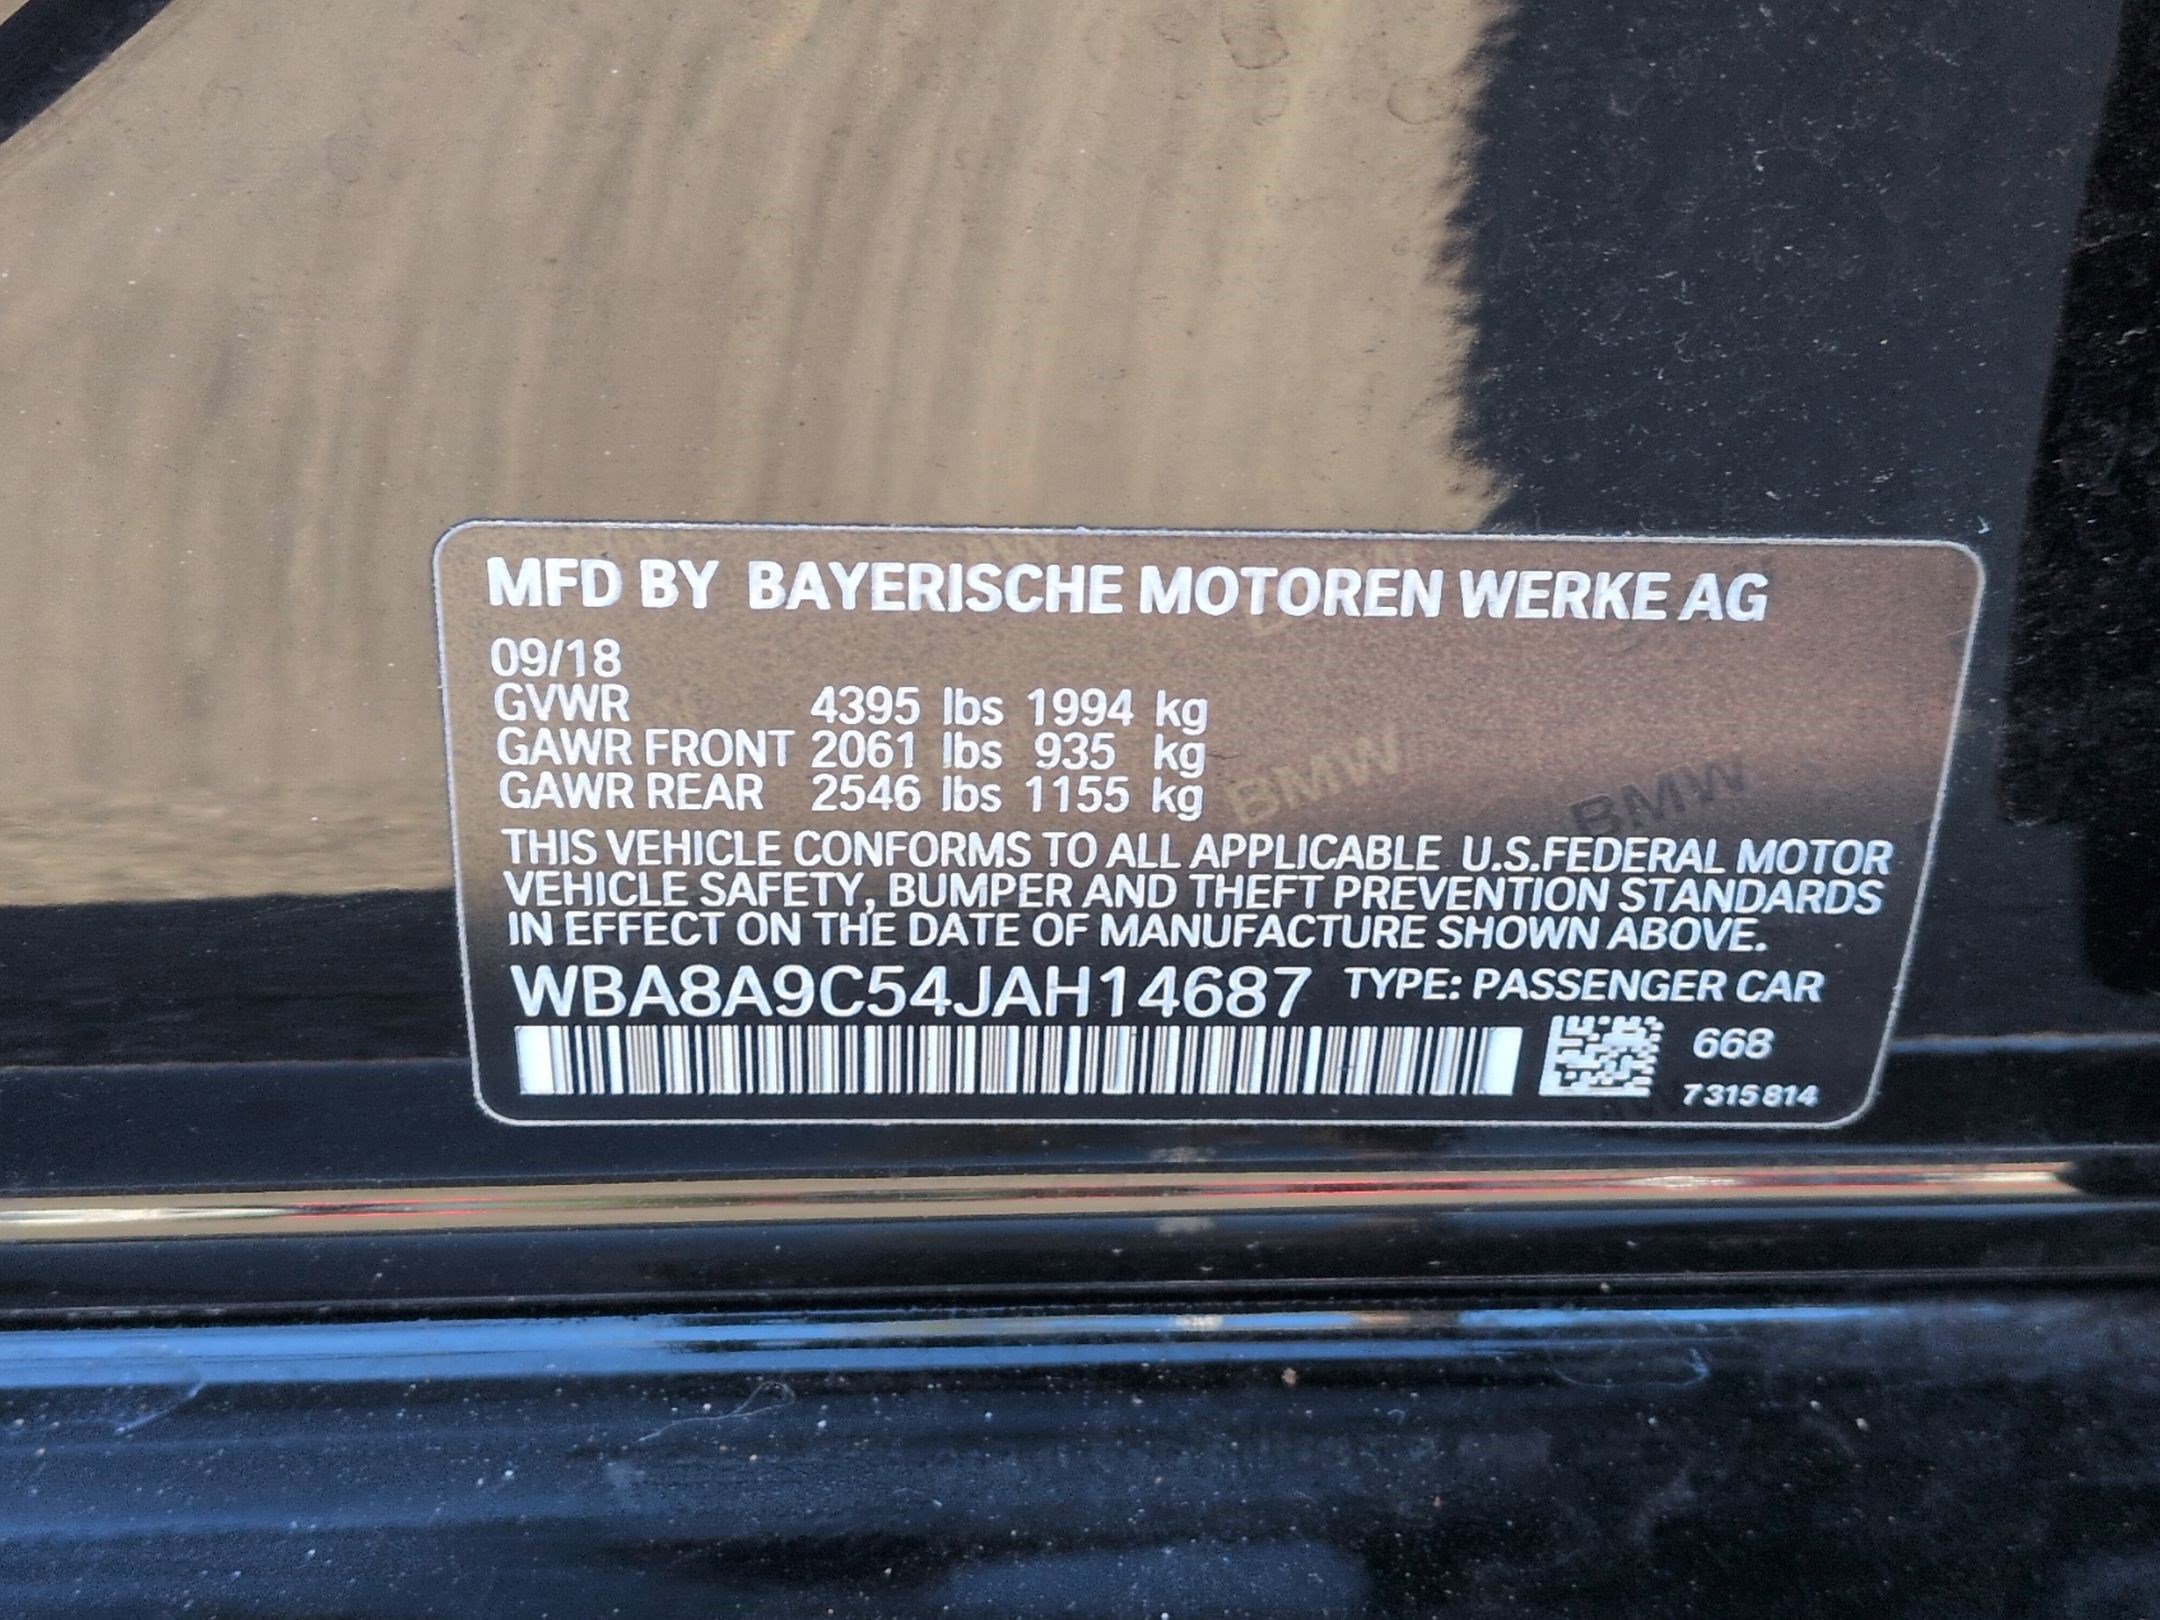 MFD BY BAYERISCHE MOTOREN WERKE AG
09/18
GVWR 4395 lbs 1994 kg
GAWR FRONT 2061 lbs 935 kg
GAWR REAR 2546 lbs 1155 kg
BMW BMW
THIS VEHICLE CONFORMS TO ALL APPLICABLE U.S.FEDERAL MOTOR
VEHICLE SAFETY, BUMPER AND THEFT PREVENTION STANDARDS
IN EFFECT ON THE DATE OF MANUFACTURE SHOWN ABOVE.
WBA8A9C54JAH14687 TYPE: PASSENGER CAR
668
7315814